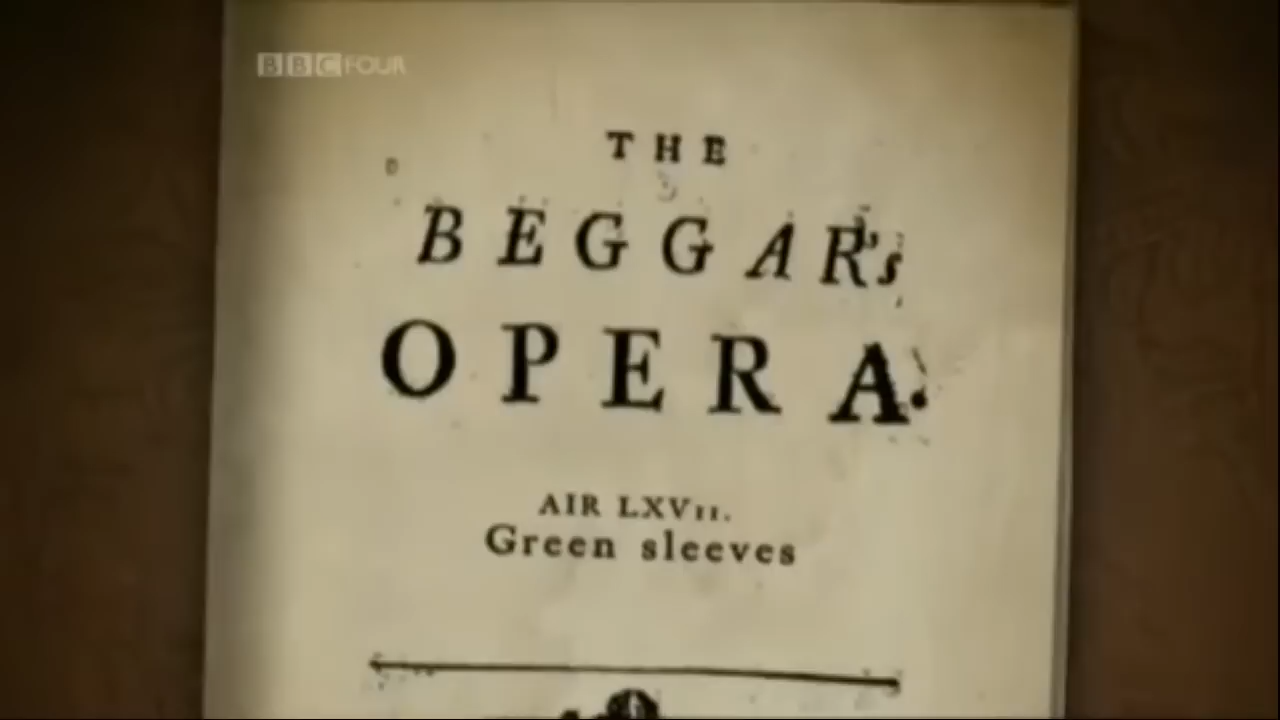 BBC FOUR
THE
BEGGAR's
OPERA.
AIR LXVII.
Green sleeves